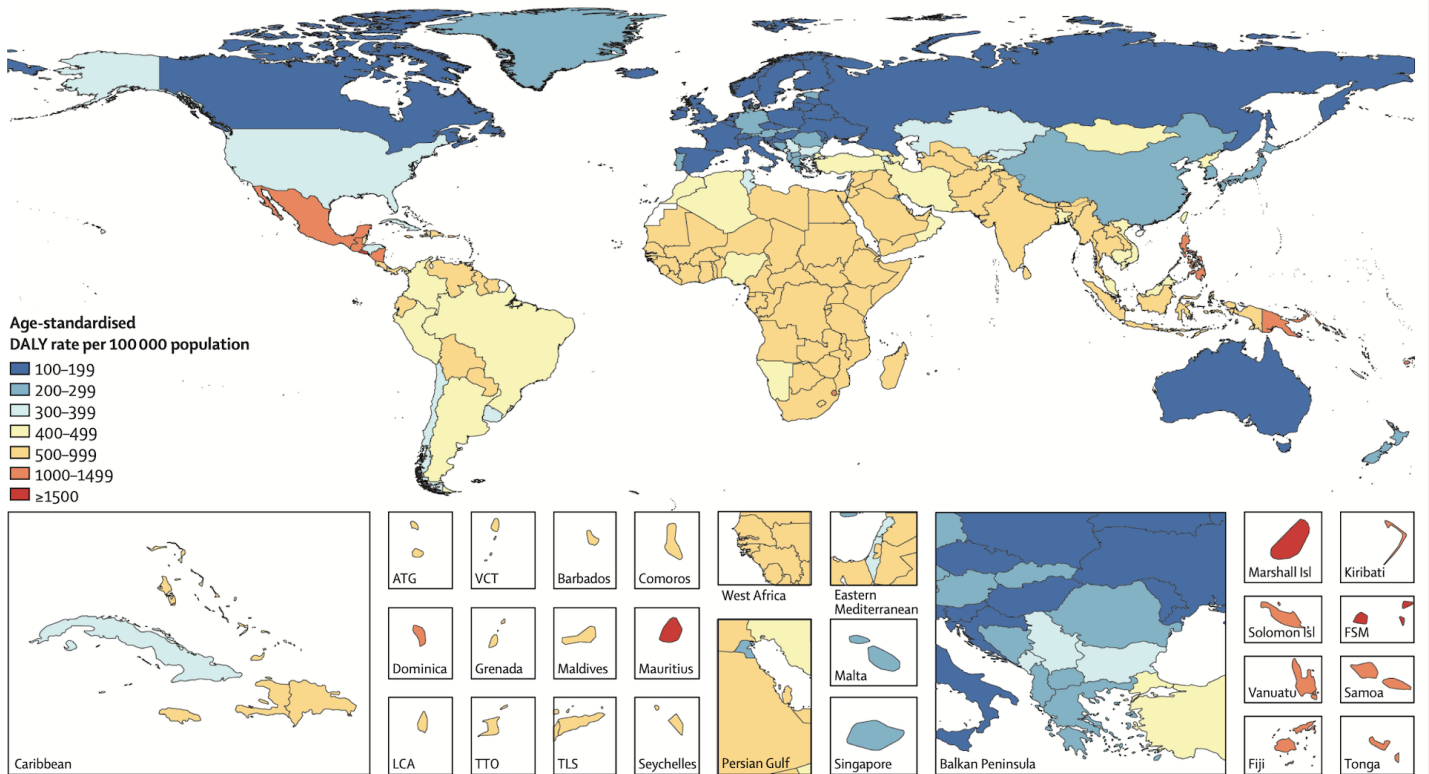 Age-standardised
DALY rate per 100 000 population
100–199
200–299
300–399
400–499
500–999
1000–1499
≥1500
Caribbean
ATG
VCT
Barbados
Comoros
Dominica
Grenada
Maldives
Mauritius
LCA
TTO
TLS
Seychelles
West Africa
Eastern
Mediterranean
Persian Gulf
Malta
Singapore
Balkan Peninsula
Marshall Isl
Kiribati
Solomon Isl
FSM
Vanuatu
Samoa
Fiji
Tonga